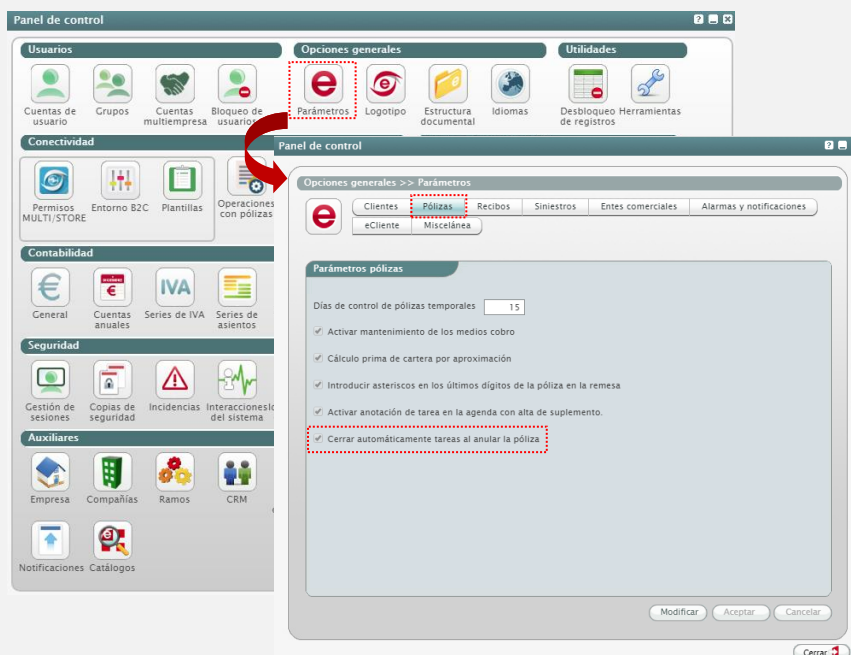 Panel de control
Usuarios
Cuentas de usuario
Grupos
Cuentas multiempresa
Bloqueo de usuarios
Opciones generales
Parámetros
Logotipo
Estructura documental
Idiomas
Utilidades
Desbloqueo de registros
Herramientas
Conectividad
Permisos MULTI/STORE
Entorno B2C
Plantillas
Operaciones con pólizas
Contabilidad
General
Cuentas anuales
Series de IVA
IVA
Series de asientos
Seguridad
Gestión de sesiones
Copias de seguridad
Incidencias
Interacciones del sistema
Auxiliares
Empresa
Compañías
Ramos
CRM
Notificaciones
Catálogos
Panel de control
Opciones generales >> Parámetros
Clientes
Pólizas
Recibos
Siniestros
Entes comerciales
Alarmas y notificaciones
eCliente
Miscelánea
Parámetros pólizas
Días de control de pólizas temporales 15
Activar mantenimiento de los medios cobro
Cálculo prima de cartera por aproximación
Introducir asteriscos en los últimos dígitos de la póliza en la remesa
Activar anotación de tarea en la agenda con alta de suplemento.
Cerrar automáticamente tareas al anular la póliza
Modificar
Aceptar
Cancelar
Cerrar